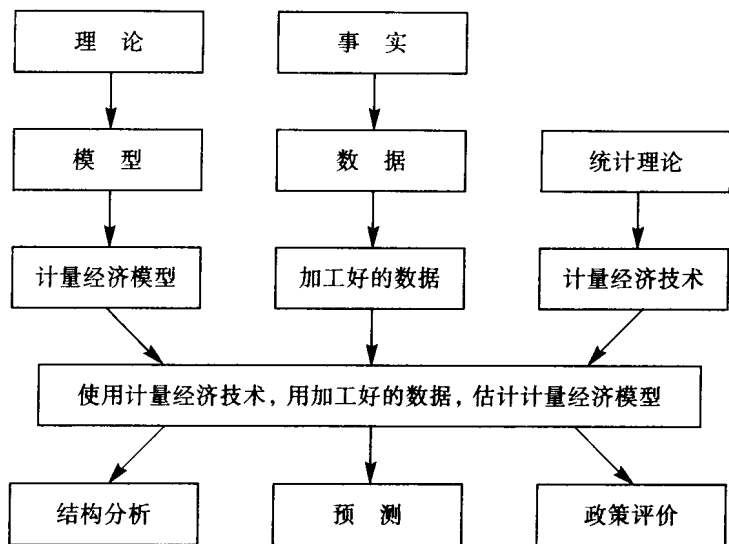 理 论
事 实
模 型
数 据
统计理论
计量经济模型
加工好的数据
计量经济技术
使用计量经济技术，用加工好的数据，估计计量经济模型
结构分析
预 测
政策评价